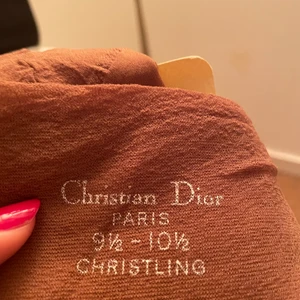 Christian Dior
PARIS
9½-10½
CHRISTLING